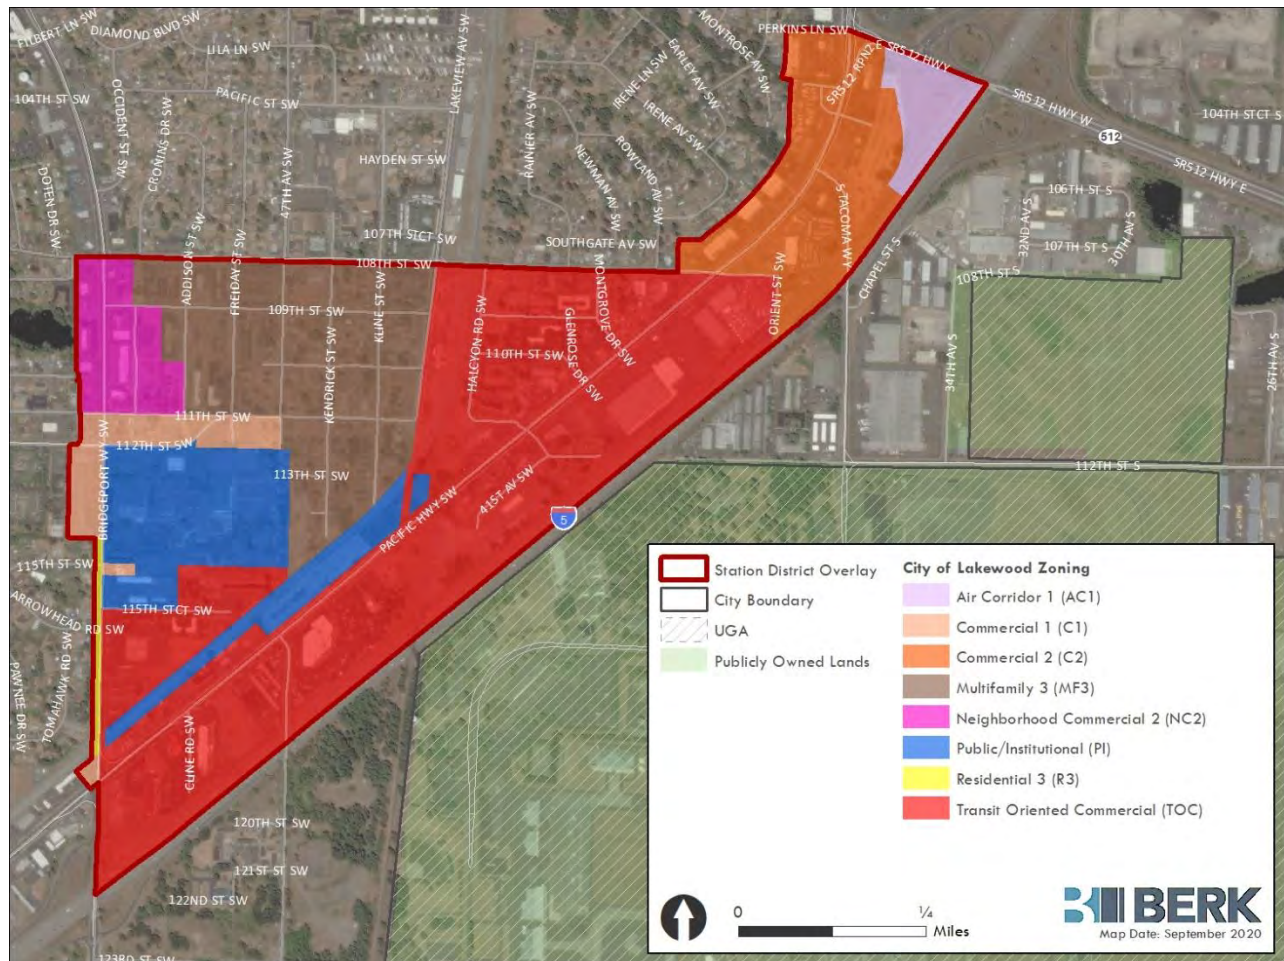 FILBERT LN SW
DIAMOND BLVD SW
LILA LN SW
LAKEVIEW AV SW
MONTROSE AV SW
PERKINS LN SW
EARLEY AV SW
IRENE LN SW
SR512 RPNZ E
SR512 HWY
104TH ST SW
OCCIDENT ST SW
CRONINS DR SW
PACIFIC ST SW
RAINIER AV SW
IRENE AV SW
SR512 HWY W
104TH STCT S
512
HAYDEN ST SW
NEWMAN AV SW
ROWLAND AV SW
SR512 HWY E
DOTEN DR SW
47TH AV SW
106TH ST S
S TACOMA WY
32ND AV S
30TH AV S
107TH STCT SW
SOUTHGATE AV SW
107TH ST S
ADDISON ST SW
FREIDAY ST SW
108TH ST SW
MONTGROVE DR SW
CHAPEL ST S
108TH ST S
KLINE ST SW
109TH ST SW
ORIENT ST SW
HALCYON RD SW
GLENROSE DR SW
110TH ST SW
34TH AV S
26TH AV S
KENDRICK ST SW
111TH ST SW
112TH ST SW
BRIDGEPORT WY SW
113TH ST SW
112TH ST S
41ST AV SW
PACIFIC HWY SW
5
115TH ST SW
ARROWHEAD RD SW
115TH STCT SW
TOMAHAWK RD SW
PAWNEE DR SW
CLINE RD SW
120TH ST SW
121ST ST SW
122ND ST SW
123RD ST SW
Station District Overlay
City Boundary
UGA
Publicly Owned Lands
City of Lakewood Zoning
Air Corridor 1 (AC1)
Commercial 1 (C1)
Commercial 2 (C2)
Multifamily 3 (MF3)
Neighborhood Commercial 2 (NC2)
Public/Institutional (PI)
Residential 3 (R3)
Transit Oriented Commercial (TOC)
0
1/4
Miles
BERK
Map Date: September 2020